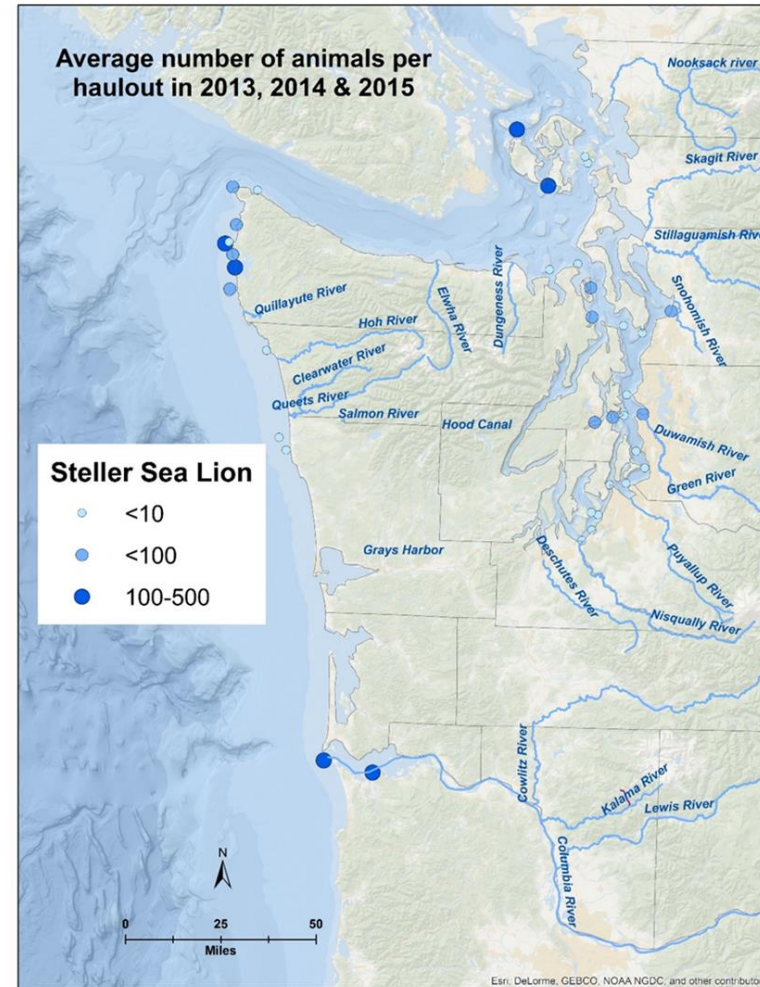 Average number of animals per
haulout in 2013, 2014 & 2015
Nooksack river
Skagit River
Stillaguamish Rive
Snohomish River
Dungeness River
Elwha River
Quillayute River
Hoh River
Clearwater River
Queets River
Salmon River
Hood Canal
Duwamish River
Green River
Steller Sea Lion
<10
<100
100-500
Grays Harbor
Deschutes River
Puyallup River
Nisqually River
Cowlitz River
Kalama River
Lewis River
Columbia River
N
0 25 50
Miles
Esri, DeLorme, GEBCO, NOAA NGDC, and other contributor